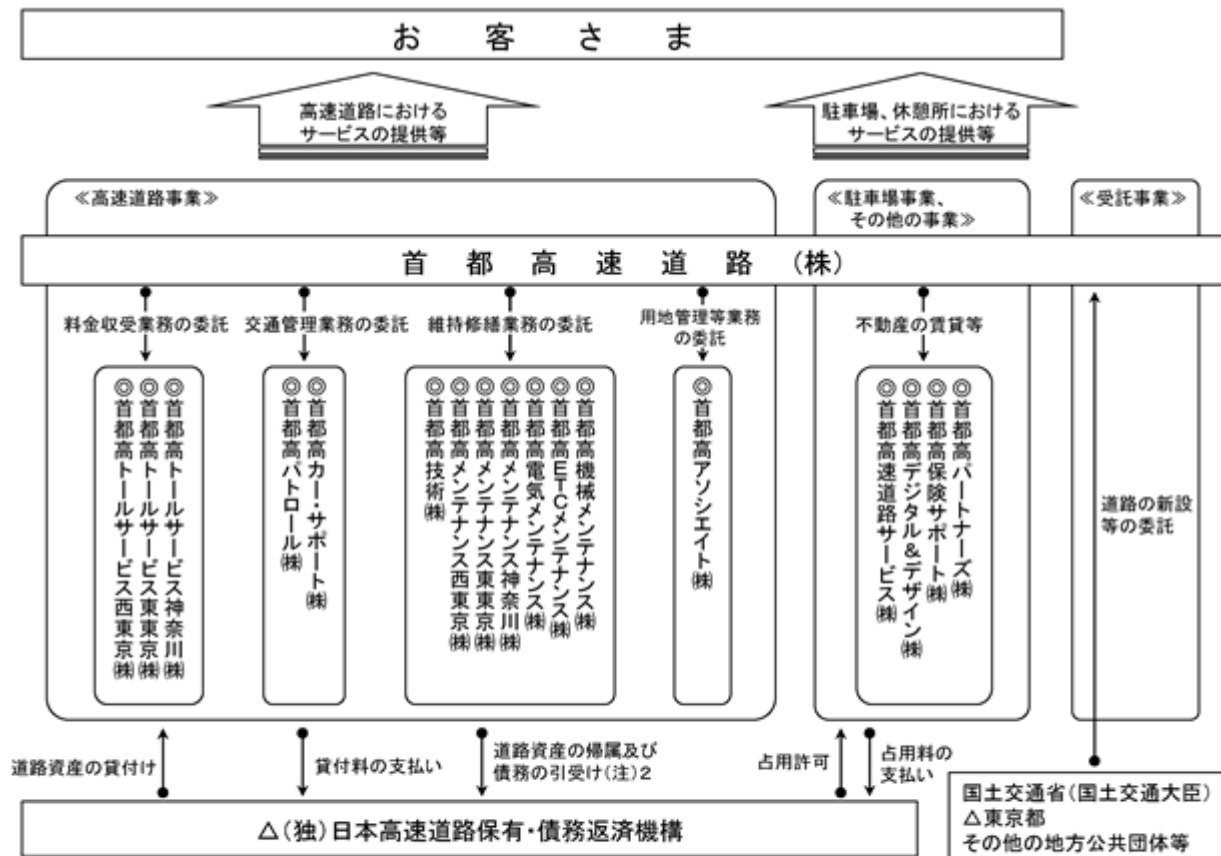 お客さま
高速道路における
サービスの提供等
駐車場、休憩所における
サービスの提供等
≪高速道路事業≫
≪駐車場事業、
その他の事業≫
≪受託事業≫
首都高速道路(株)
料金収受業務の委託
交通管理業務の委託
維持修繕業務の委託
用地管理等業務
の委託
不動産の賃貸等
◎首都高トールサービス西東京㈱
◎首都高トールサービス東東京㈱
◎首都高トールサービス神奈川㈱
◎首都高パトロール㈱
◎首都高カー・サポート㈱
◎首都高技術㈱
◎首都高メンテナンス西東京㈱
◎首都高メンテナンス東東京㈱
◎首都高メンテナンス神奈川㈱
◎首都高電気メンテナンス㈱
◎首都高ETCメンテナンス㈱
◎首都高機械メンテナンス㈱
◎首都高アソシエイト㈱
◎首都高速道路サービス㈱
◎首都高デジタル&デザイン㈱
◎首都高保険サポート㈱
◎首都高パートナーズ㈱
道路の新設
等の委託
道路資産の貸付け
貸付料の支払い
道路資産の帰属及び
債務の引受け(注)2
占用許可
占用料の
支払い
△(独)日本高速道路保有・債務返済機構
国土交通省(国土交通大臣)
△東京都
その他の地方公共団体等